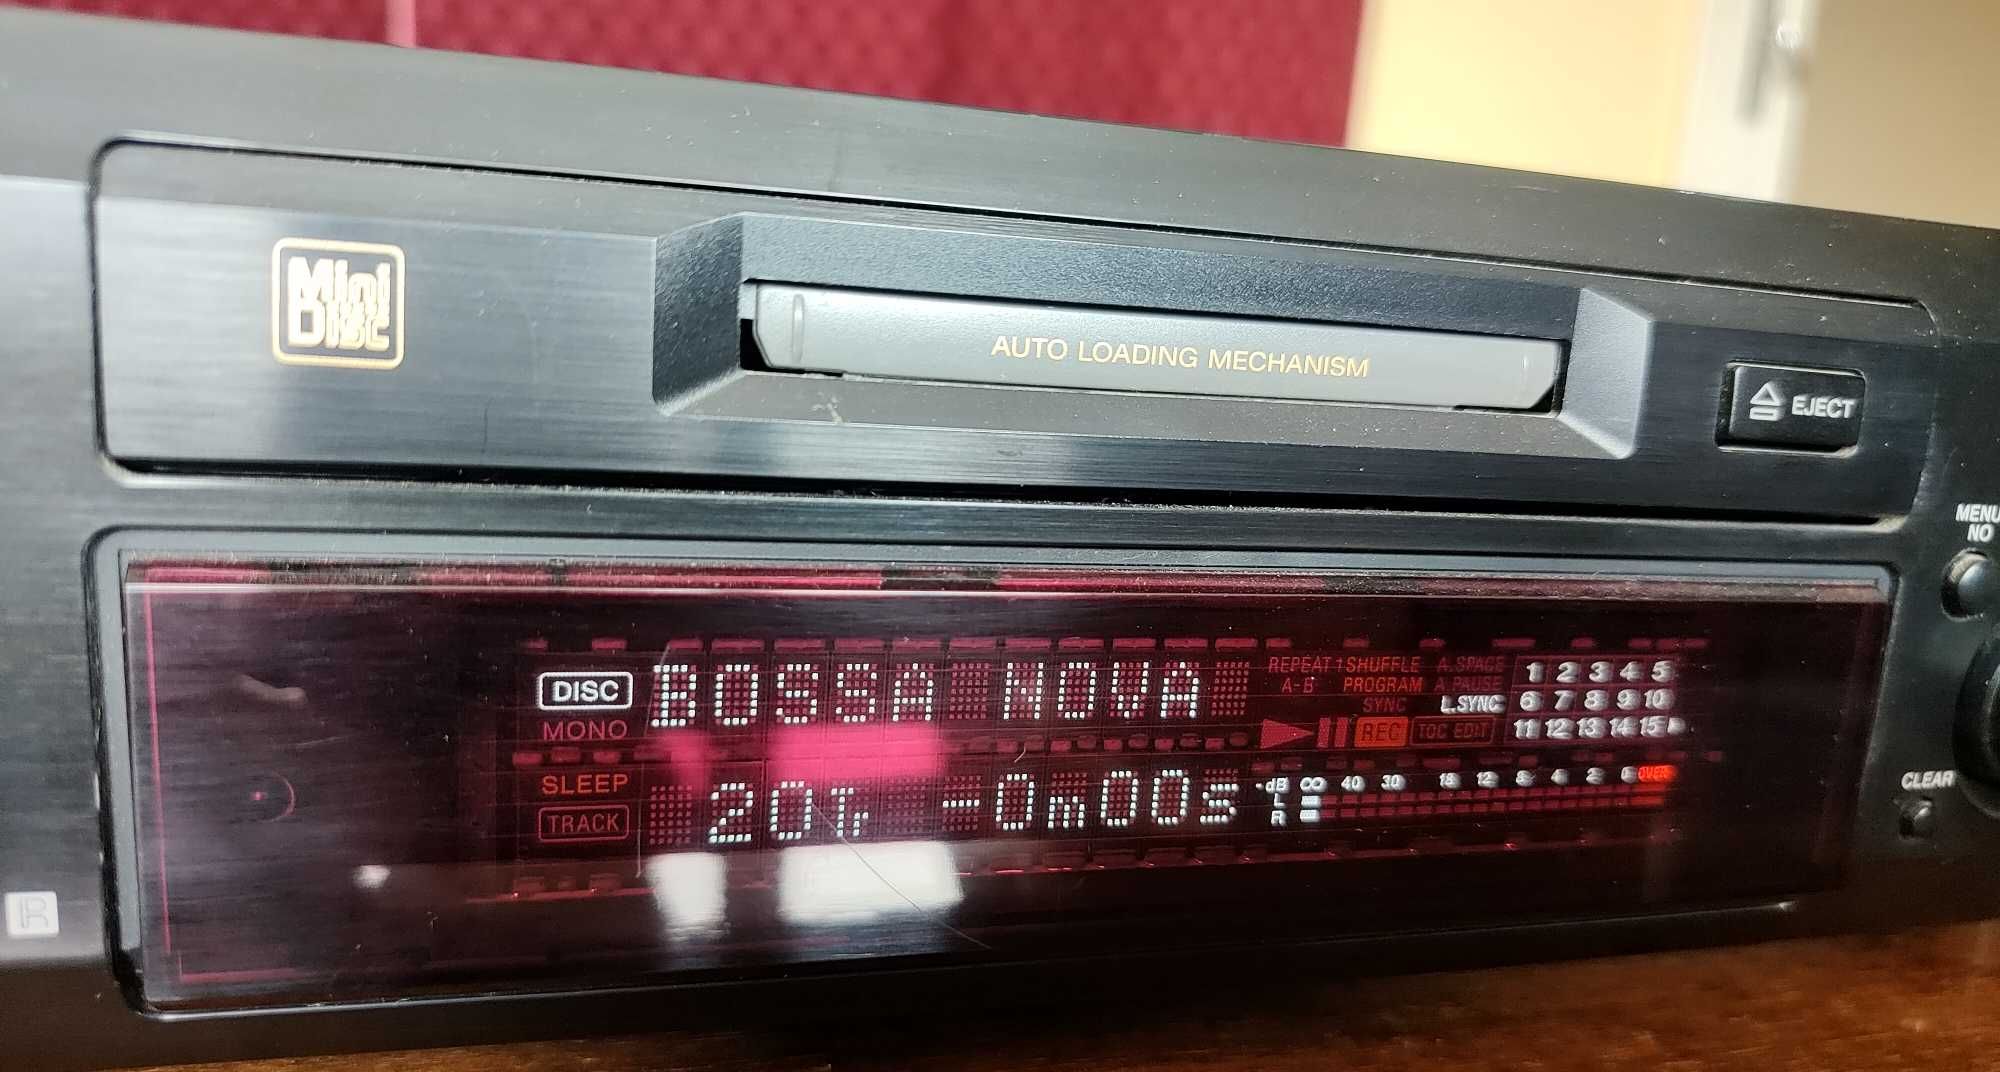 Mini
Disc
AUTO LOADING MECHANISM
EJECT
MENU
NO
DISC BOSSA NOVA
MONO
REPEAT 1 SHUFFLE A.SPACE
A-B PROGRAM A.PAUSE
SYNC L.SYNC
REC TOC EDIT
1 2 3 4 5
6 7 8 9 10
11 12 13 14 15
SLEEP
TRACK
20Tr -0m00s
-dB ∞ 40 30 18 12 8 4 2 0 OVER
L
R
CLEAR
R